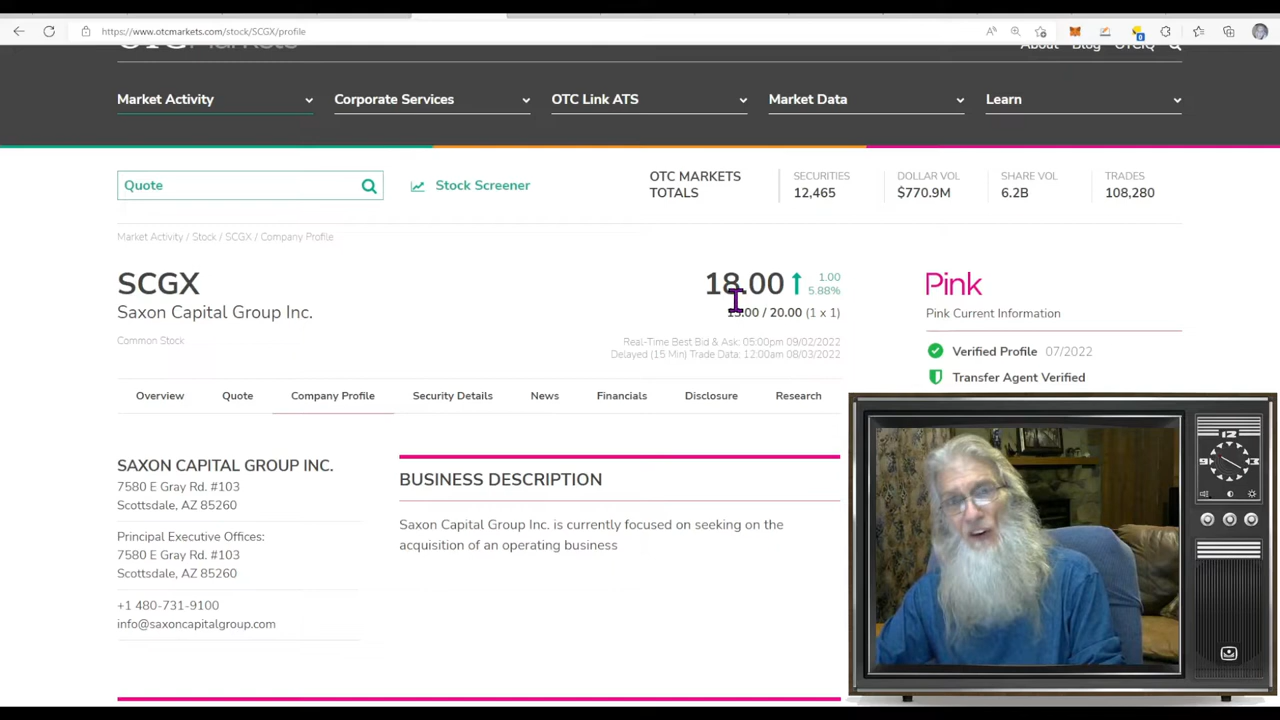 https://www.otcmarkets.com/stock/SCGX/profile
About Blog OTCIQ
Market Activity Corporate Services OTC Link ATS Market Data Learn
Quote
Stock Screener
OTC MARKETS
TOTALS
SECURITIES
12,465
DOLLAR VOL
$770.9M
SHARE VOL
6.2B
TRADES
108,280
Market Activity / Stock / SCGX / Company Profile
SCGX
Saxon Capital Group Inc.
Common Stock
18.00
1.00
5.88%
/ 20.00 (1 x 1)
Real-Time Best Bid & Ask: 05:00pm 09/02/2022
Delayed (15 Min) Trade Data: 12:00am 08/03/2022
Pink
Pink Current Information
Verified Profile 07/2022
Transfer Agent Verified
Overview Quote Company Profile Security Details News Financials Disclosure Research
SAXON CAPITAL GROUP INC.
7580 E Gray Rd. #103
Scottsdale, AZ 85260
Principal Executive Offices:
7580 E Gray Rd. #103
Scottsdale, AZ 85260
+1 480-731-9100
info@saxoncapitalgroup.com
BUSINESS DESCRIPTION
Saxon Capital Group Inc. is currently focused on seeking on the
acquisition of an operating business
12
9 3